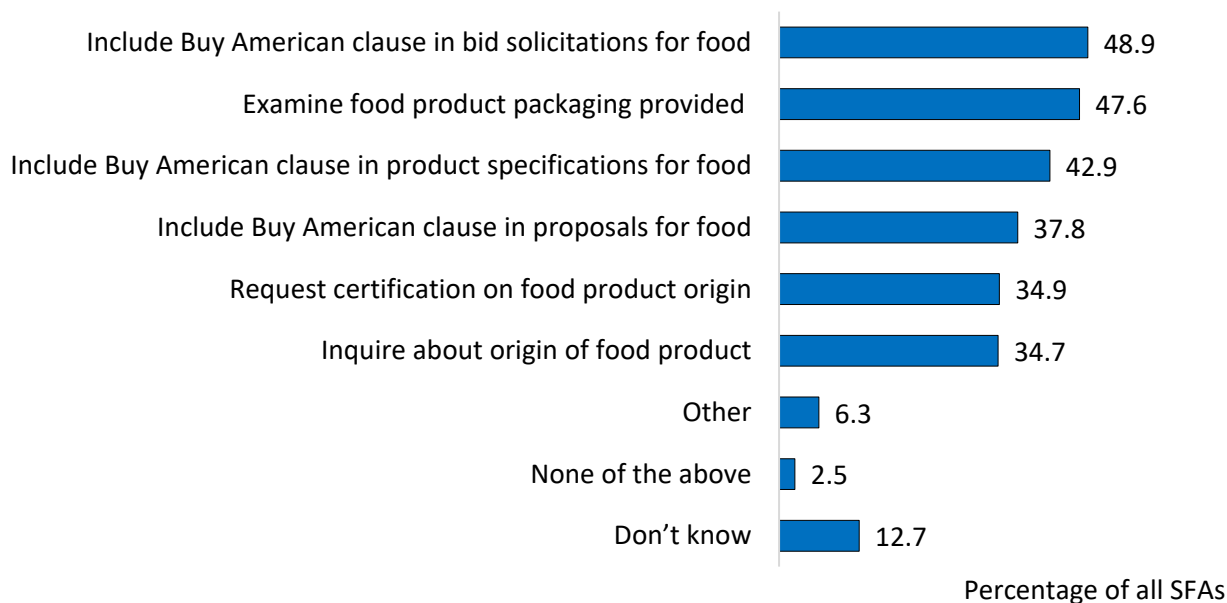 Include Buy American clause in bid solicitations for food 48.9
Examine food product packaging provided 47.6
Include Buy American clause in product specifications for food 42.9
Include Buy American clause in proposals for food 37.8
Request certification on food product origin 34.9
Inquire about origin of food product 34.7
Other 6.3
None of the above 2.5
Don’t know 12.7
Percentage of all SFAs